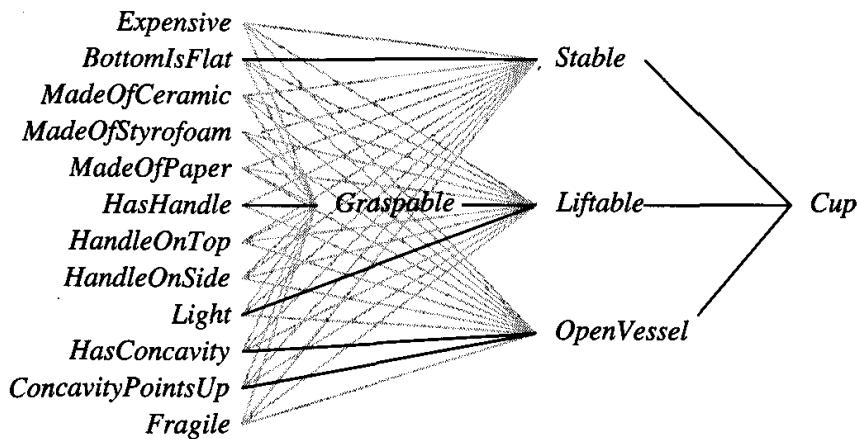 Expensive
BottomIsFlat
MadeOfCeramic
MadeOfStyrofoam
MadeOfPaper
HasHandle
HandleOnTop
HandleOnSide
Light
HasConcavity
ConcavityPointsUp
Fragile
Graspable
Stable
Liftable
OpenVessel
Cup